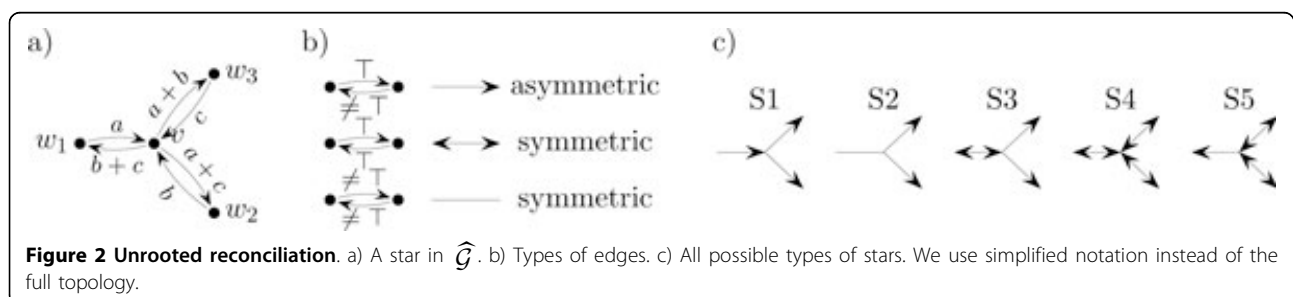 a) b) c)
w₃
a + b
c
w₁ a v
b + c
a + c
b
w₂
⊤
asymmetric
≠ ⊤
⊤
symmetric
⊤
≠ ⊤
symmetric
≠ ⊤
S1 S2 S3 S4 S5
Figure 2 Unrooted reconciliation. a) A star in Ĝ. b) Types of edges. c) All possible types of stars. We use simplified notation instead of the
full topology.